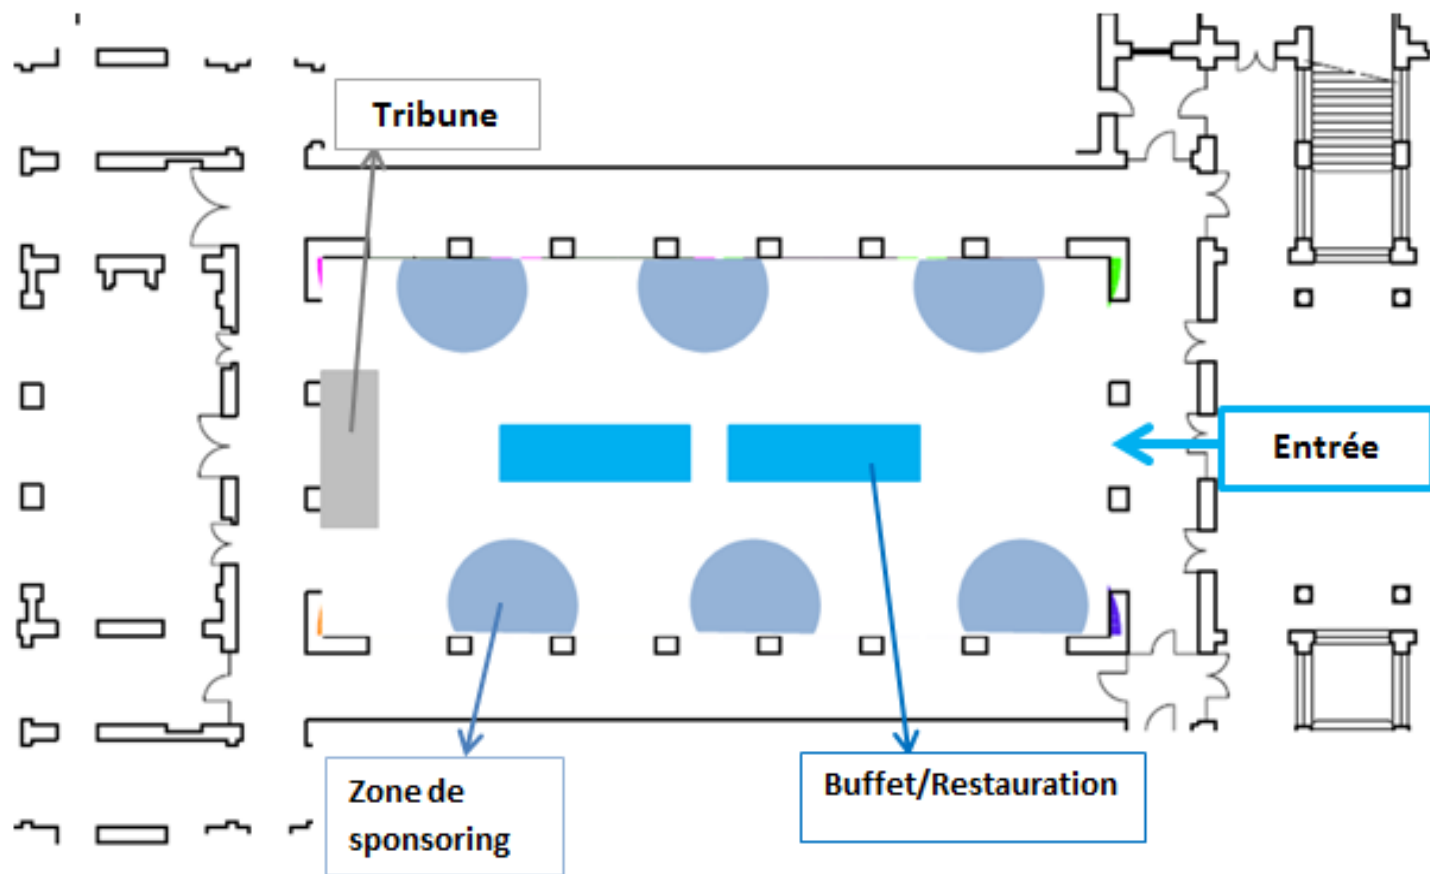 Tribune
Entrée
Zone de
sponsoring
Buffet/Restauration